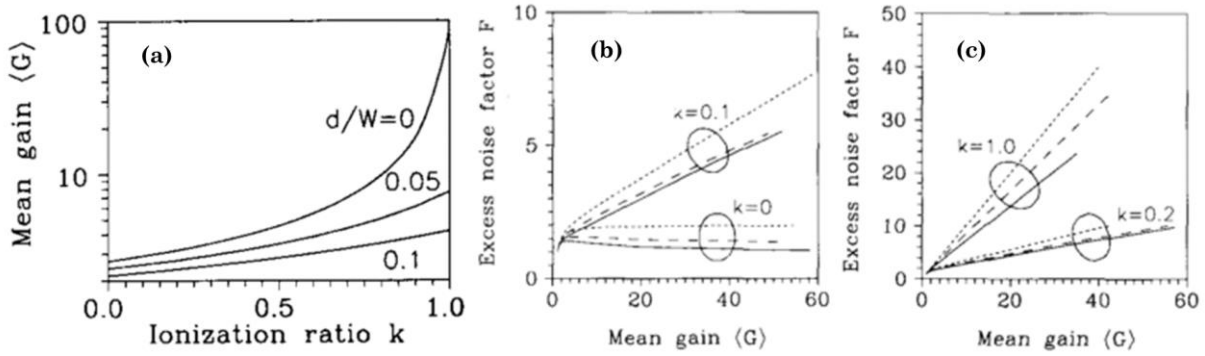 (a)
Mean gain ⟨G⟩
100
10
d/W=0
0.05
0.1
0.0
0.5
1.0
Ionization ratio k
(b)
Excess noise factor F
10
5
0
k=0.1
k=0
0
20
40
60
Mean gain ⟨G⟩
(c)
Excess noise factor F
50
40
30
20
10
0
k=1.0
k=0.2
0
20
40
60
Mean gain ⟨G⟩